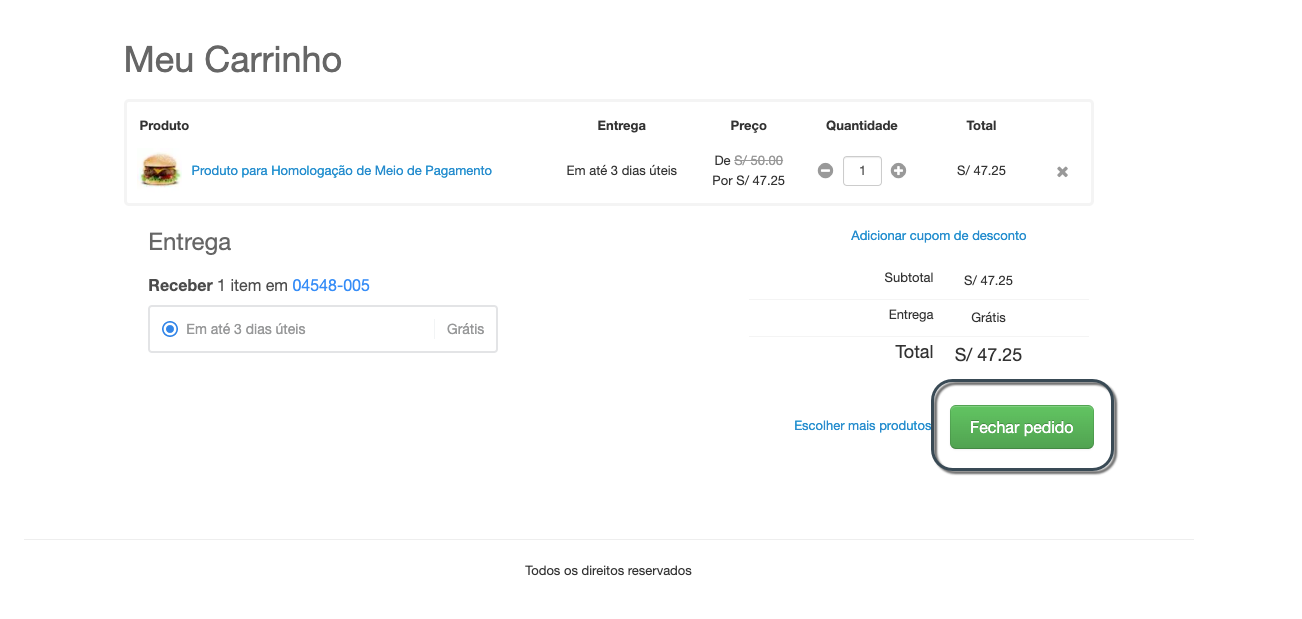 Meu Carrinho
Produto Entrega Preço Quantidade Total
Produto para Homologação de Meio de Pagamento Em até 3 dias úteis De S/ 50.00 Por S/ 47.25 1 S/ 47.25
Entrega
Adicionar cupom de desconto
Receber 1 item em 04548-005
Em até 3 dias úteis Grátis
Subtotal S/ 47.25
Entrega Grátis
Total S/ 47.25
Escolher mais produtos Fechar pedido
Todos os direitos reservados